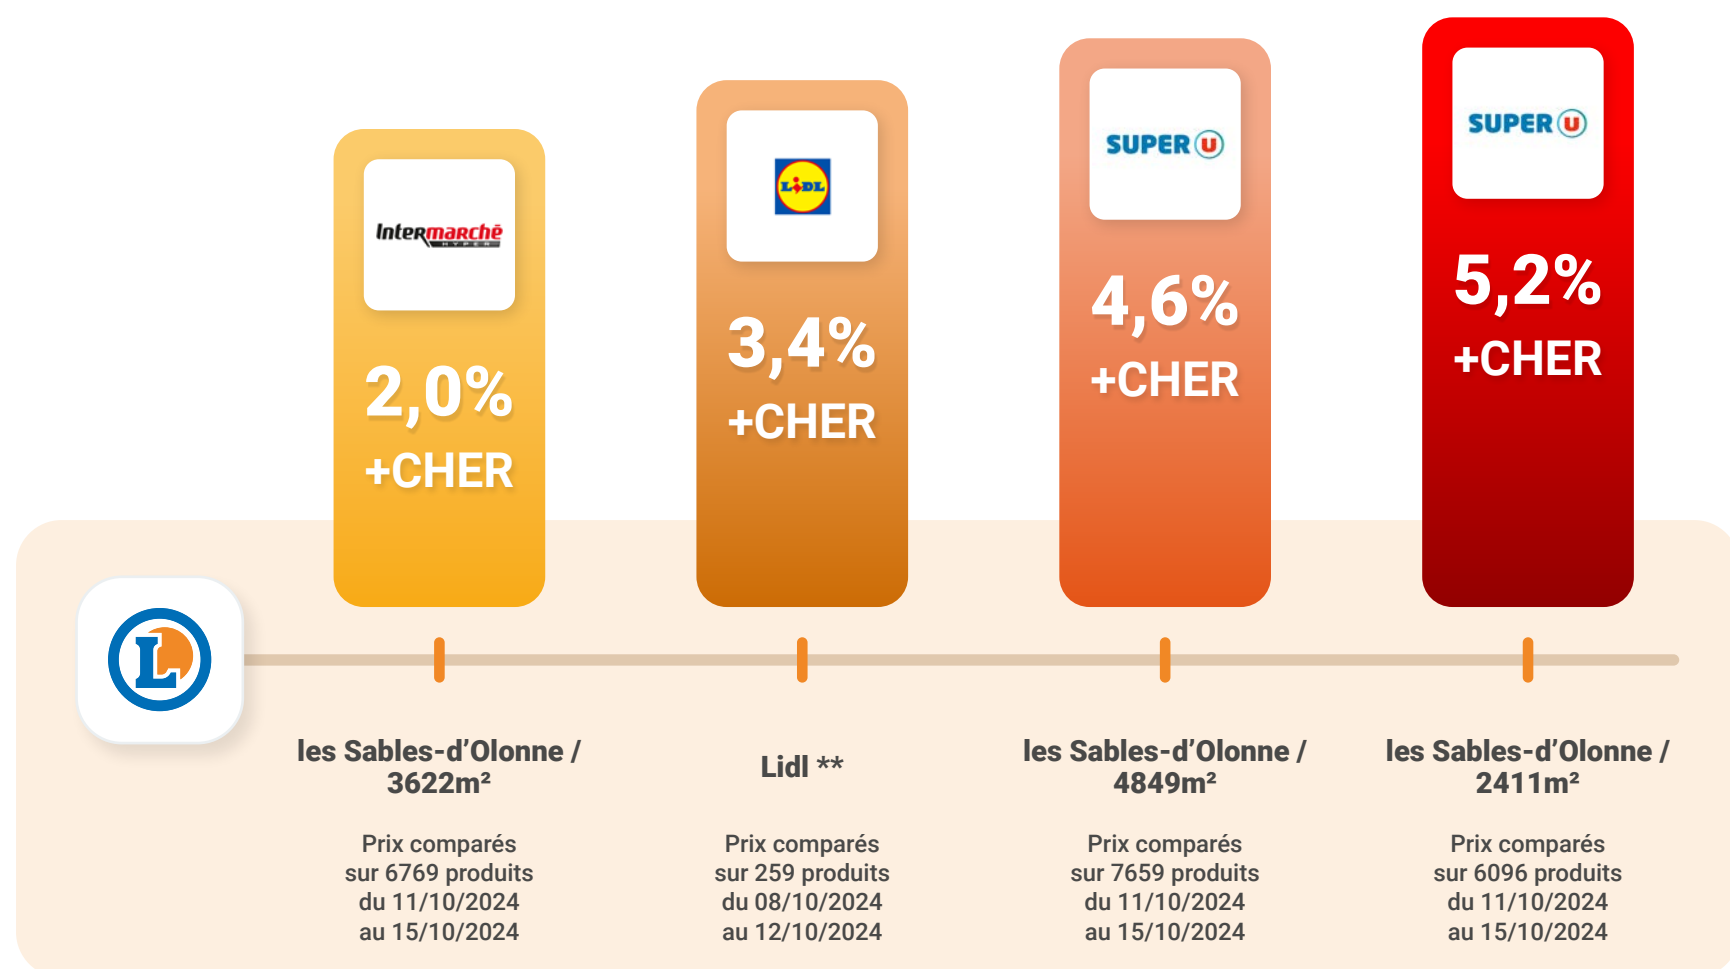 Intermarché
HYPER
2,0%
+CHER
LIDL
3,4%
+CHER
SUPER U
4,6%
+CHER
SUPER U
5,2%
+CHER
L
les Sables-d’Olonne /
3622m²
Prix comparés
sur 6769 produits
du 11/10/2024
au 15/10/2024
Lidl **
Prix comparés
sur 259 produits
du 08/10/2024
au 12/10/2024
les Sables-d’Olonne /
4849m²
Prix comparés
sur 7659 produits
du 11/10/2024
au 15/10/2024
les Sables-d’Olonne /
2411m²
Prix comparés
sur 6096 produits
du 11/10/2024
au 15/10/2024